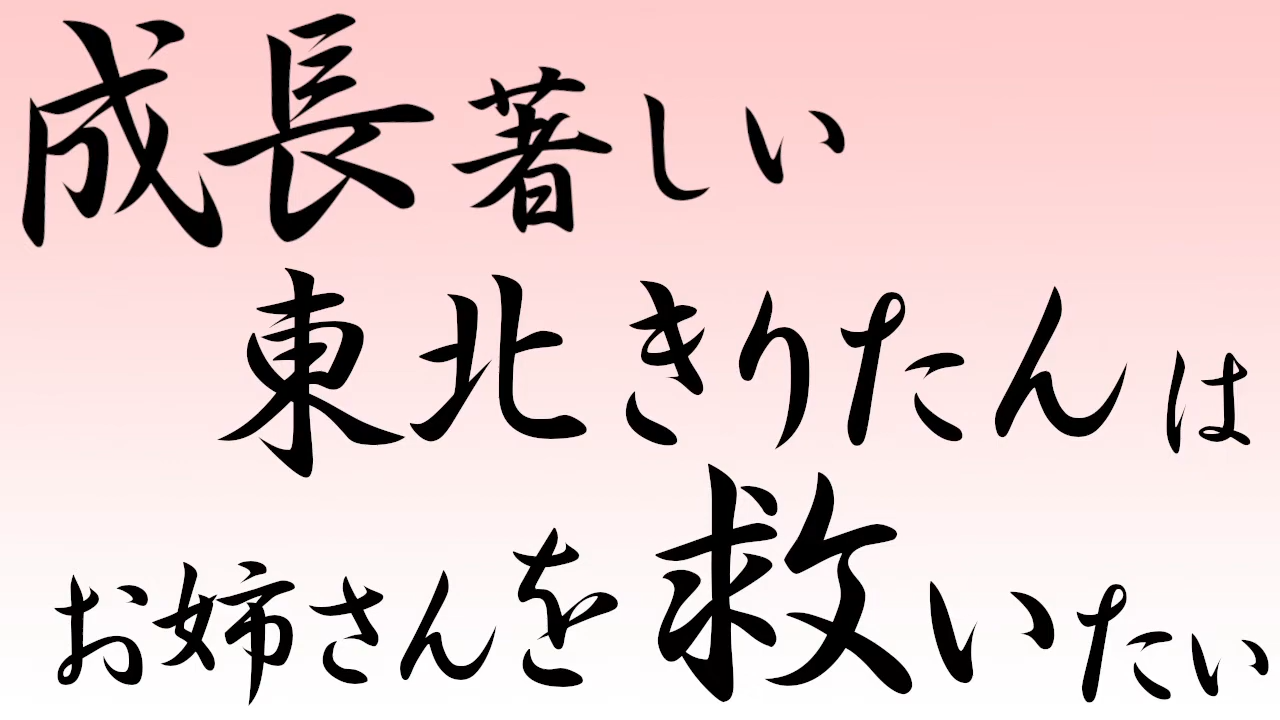 成長著しい
東北きりたんは
お姉さんを救いたい